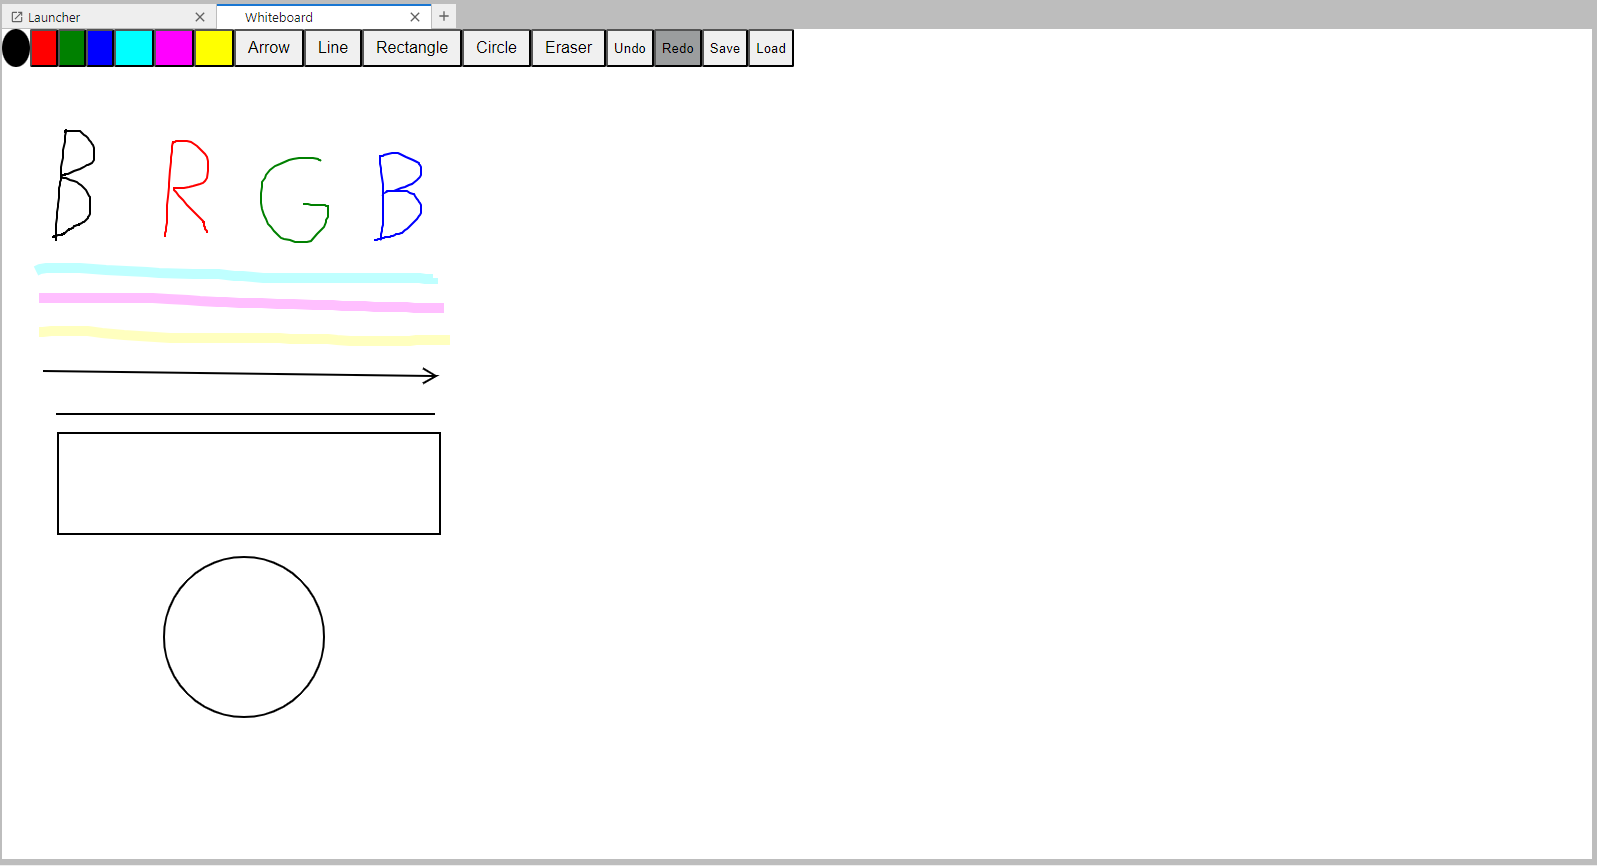 Launcher Whiteboard
Arrow Line Rectangle Circle Eraser Undo Redo Save Load
B R G B